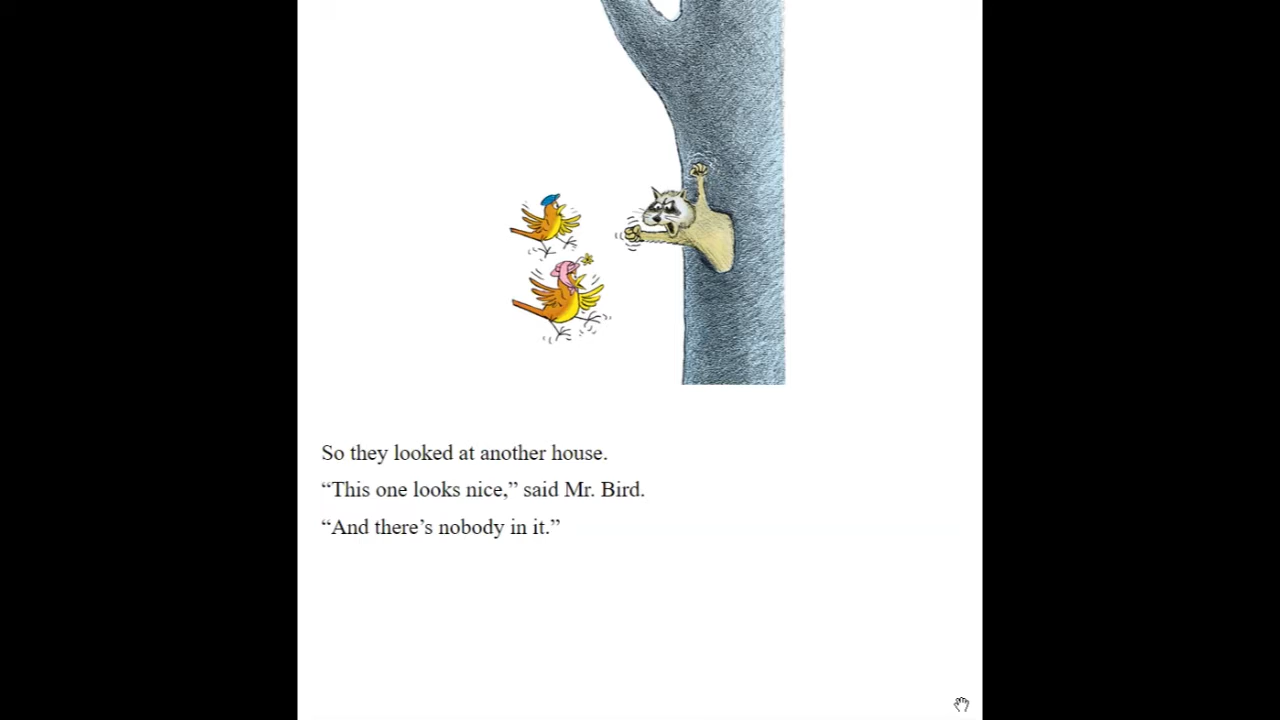 So they looked at another house.
“This one looks nice,” said Mr. Bird.
“And there’s nobody in it.”